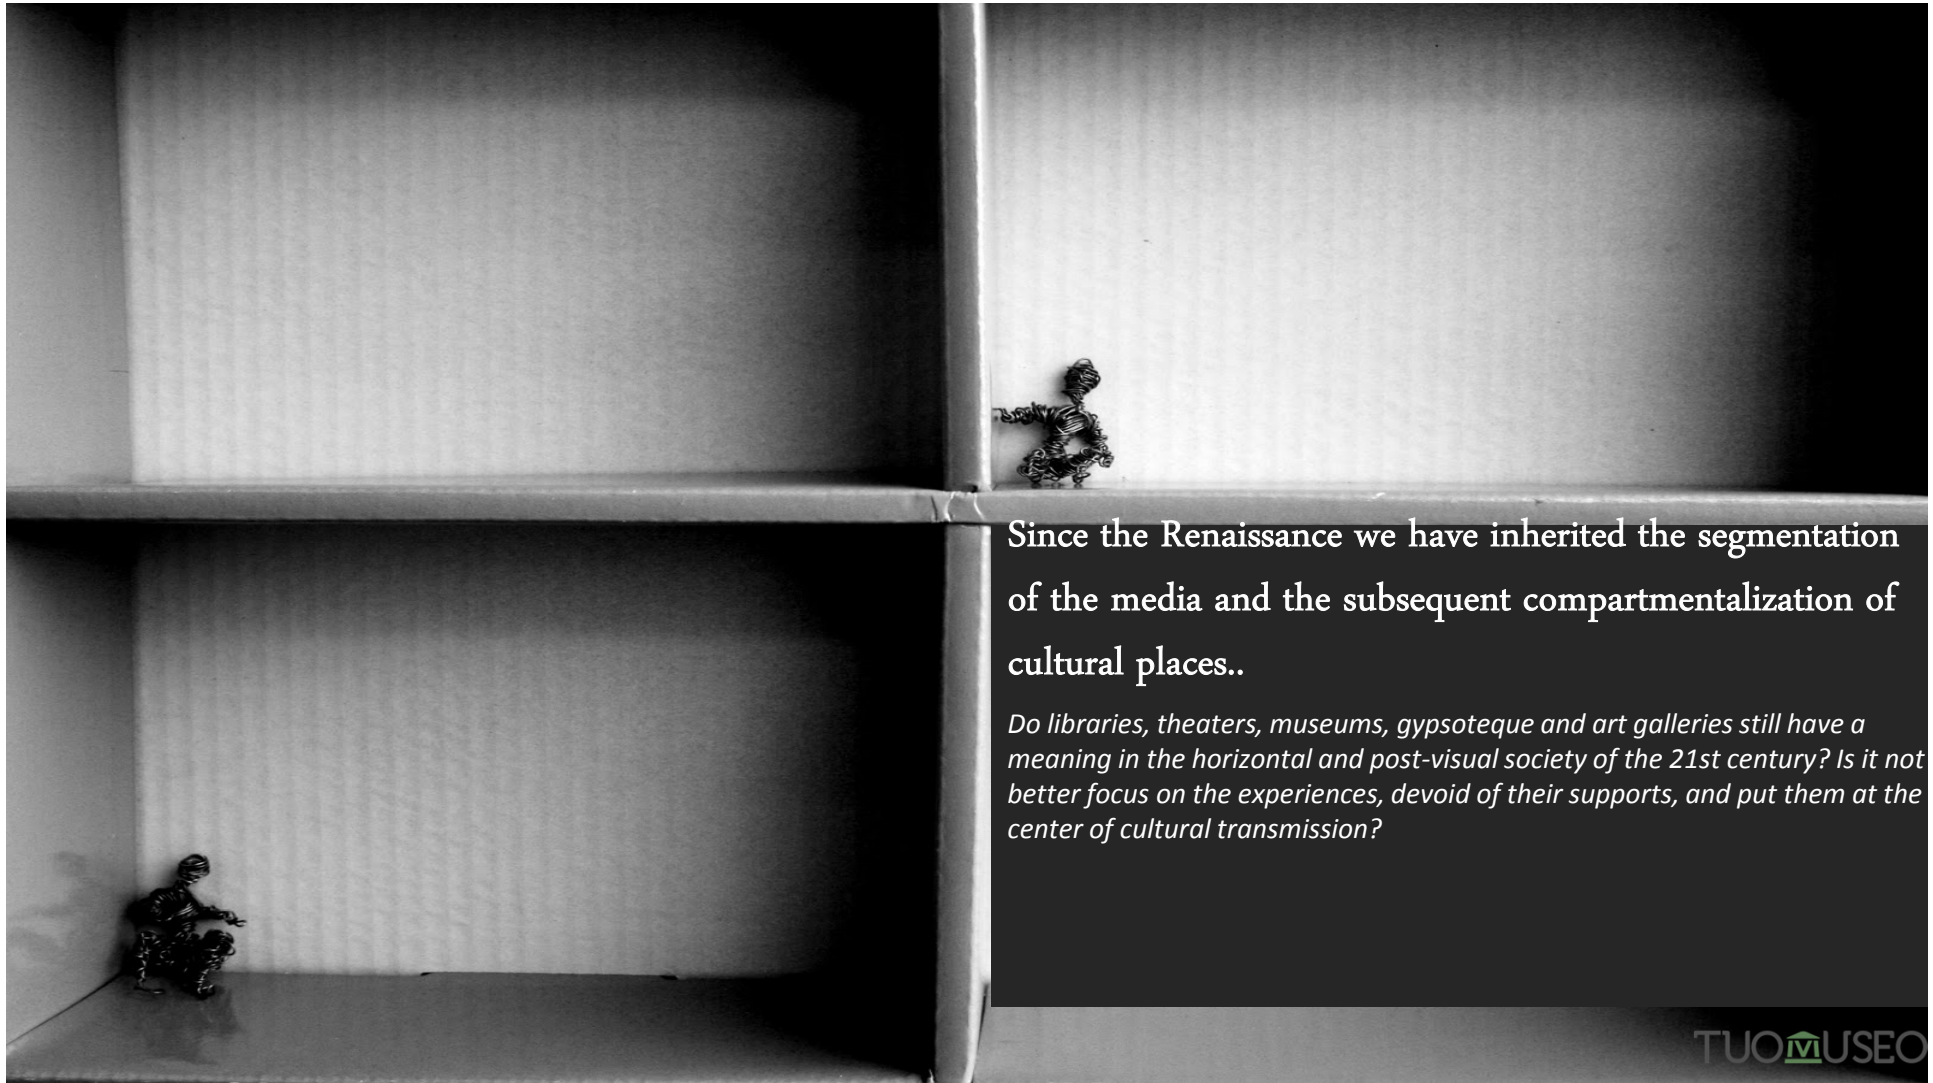 Since the Renaissance we have inherited the segmentation
of the media and the subsequent compartmentalization of
cultural places..
Do libraries, theaters, museums, gypsoteque and art galleries still have a
meaning in the horizontal and post-visual society of the 21st century? Is it not
better focus on the experiences, devoid of their supports, and put them at the
center of cultural transmission?
TUOMUSEO